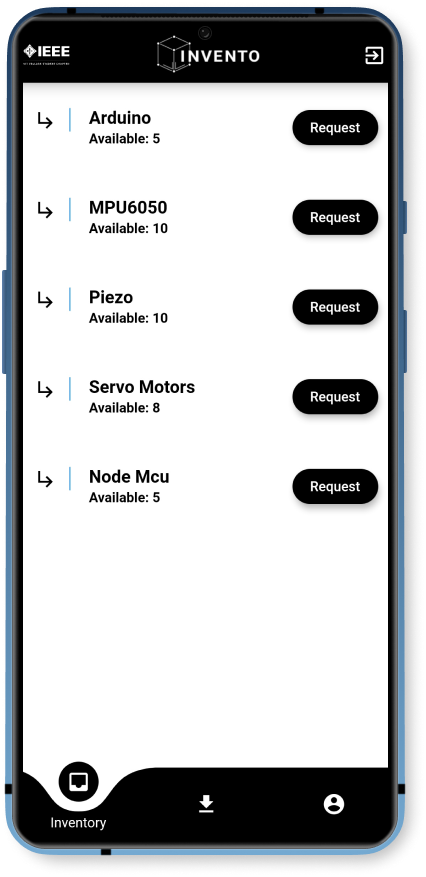 IEEE
INVENTO
Arduino
Available: 5
Request
MPU6050
Available: 10
Request
Piezo
Available: 10
Request
Servo Motors
Available: 8
Request
Node Mcu
Available: 5
Request
Inventory